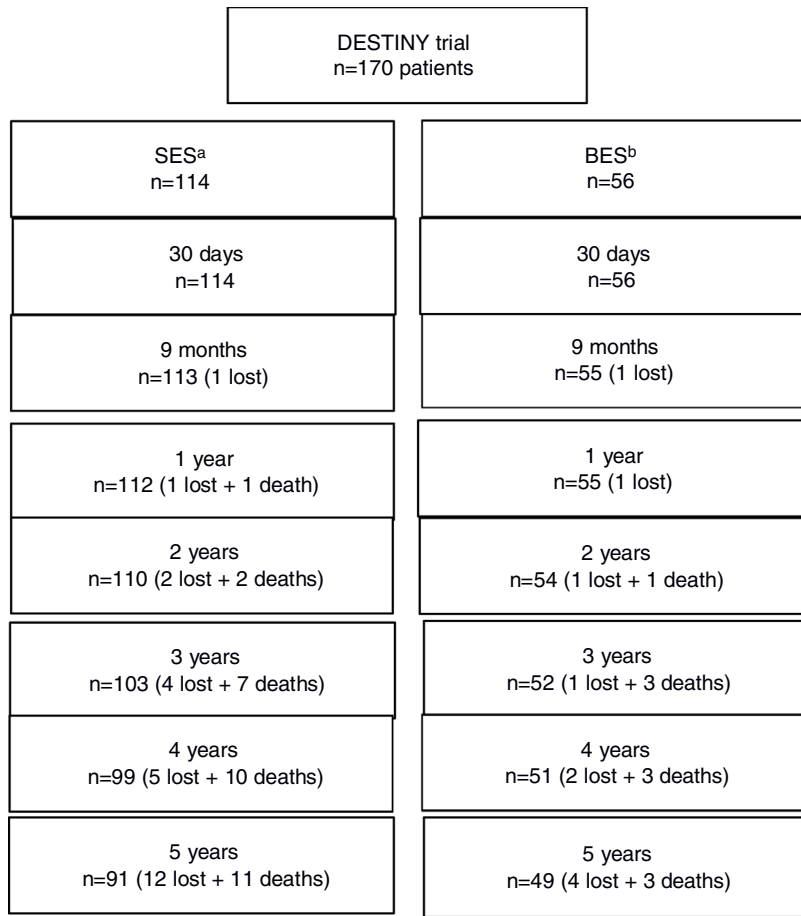 DESTINY trial
n=170 patients
SESᵃ
n=114
30 days
n=114
9 months
n=113 (1 lost)
1 year
n=112 (1 lost + 1 death)
2 years
n=110 (2 lost + 2 deaths)
3 years
n=103 (4 lost + 7 deaths)
4 years
n=99 (5 lost + 10 deaths)
5 years
n=91 (12 lost + 11 deaths)
BESᵇ
n=56
30 days
n=56
9 months
n=55 (1 lost)
1 year
n=55 (1 lost)
2 years
n=54 (1 lost + 1 death)
3 years
n=52 (1 lost + 3 deaths)
4 years
n=51 (2 lost + 3 deaths)
5 years
n=49 (4 lost + 3 deaths)